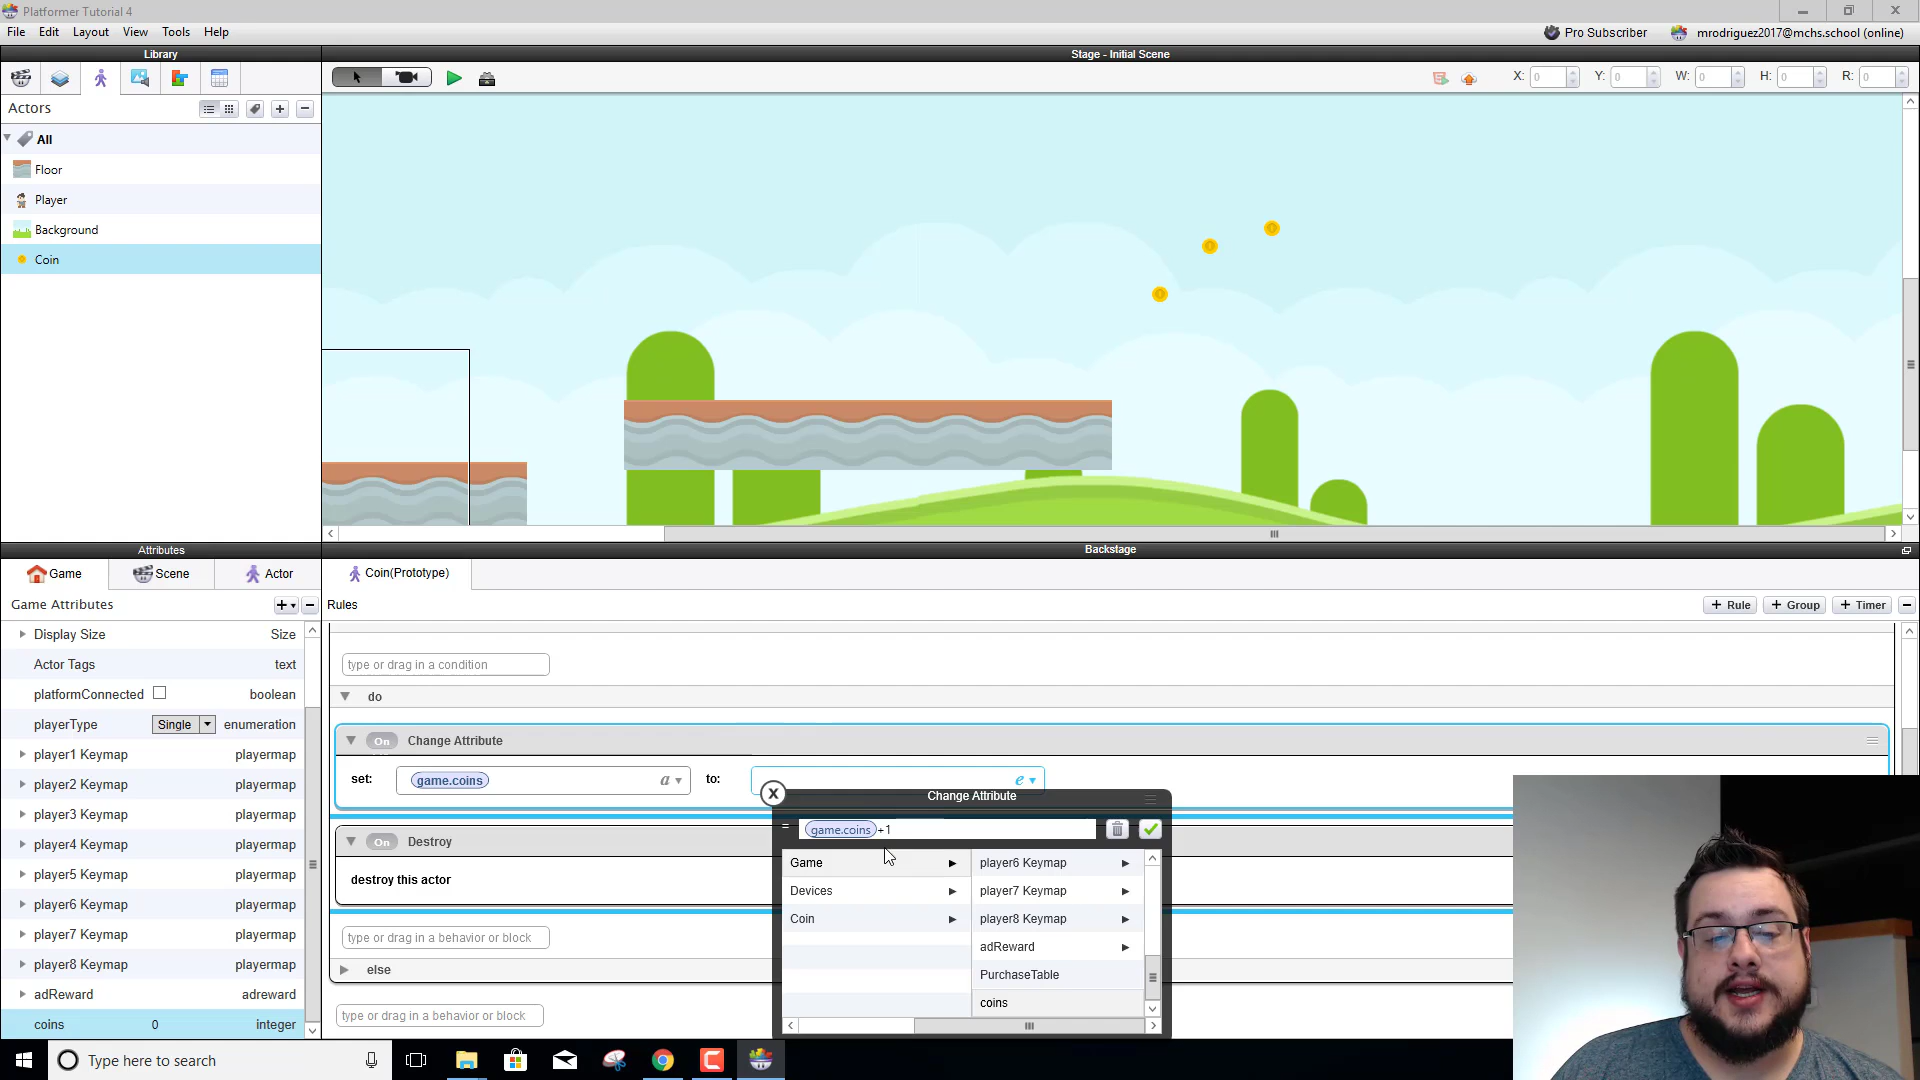 Platformer Tutorial 4
File Edit Layout View Tools Help
Pro Subscriber mrodriguez2017@mchs.school (online)
Library
Stage - Initial Scene
X: 0 Y: 0 W: 0 H: 0 R: 0
Actors
All
Floor
Player
Background
Coin
Attributes
Backstage
Game Scene Actor
Coin(Prototype)
Game Attributes
Rules
+ Rule + Group + Timer
Display Size Size
Actor Tags text
platformConnected boolean
playerType Single enumeration
player1 Keymap playermap
player2 Keymap playermap
player3 Keymap playermap
player4 Keymap playermap
player5 Keymap playermap
player6 Keymap playermap
player7 Keymap playermap
player8 Keymap playermap
adReward adreward
coins 0 integer
type or drag in a condition
do
On Change Attribute
set: game.coins a to: e
Change Attribute
= game.coins +1
Game player6 Keymap
Devices player7 Keymap
Coin player8 Keymap
adReward
PurchaseTable
coins
On Destroy
destroy this actor
type or drag in a behavior or block
else
type or drag in a behavior or block
Type here to search